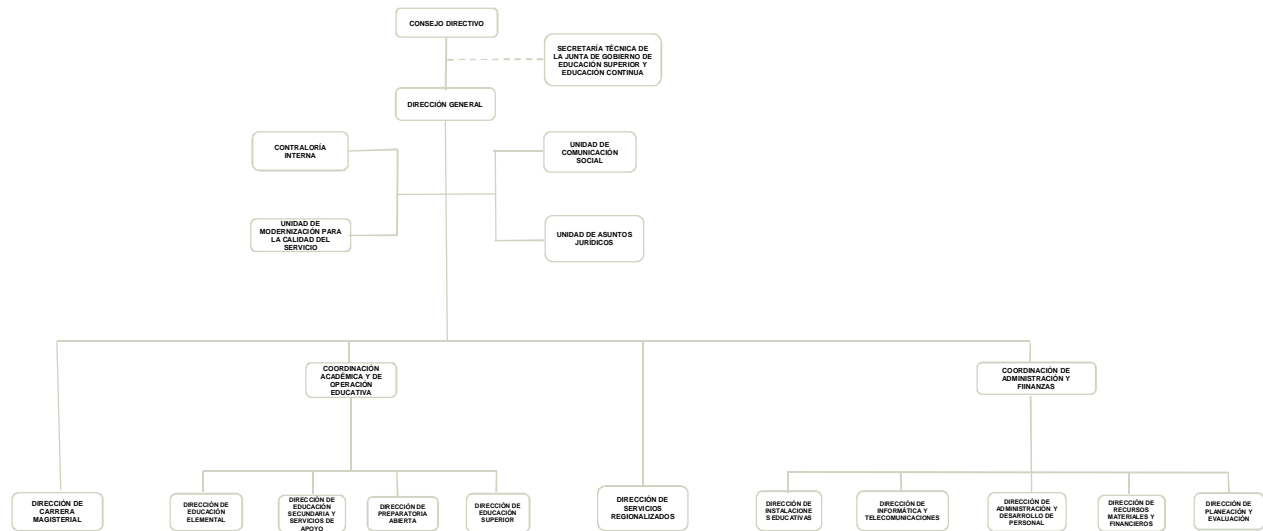 CONSEJO DIRECTIVO
SECRETARÍA TÉCNICA DE
LA JUNTA DE GOBIERNO DE
EDUCACIÓN SUPERIOR Y
EDUCACIÓN CONTINUA
DIRECCIÓN GENERAL
CONTRALORÍA
INTERNA
UNIDAD DE
COMUNICACIÓN
SOCIAL
UNIDAD DE
MODERNIZACIÓN PARA
LA CALIDAD DEL
SERVICIO
UNIDAD DE ASUNTOS
JURÍDICOS
COORDINACIÓN
ACADÉMICA Y DE
OPERACIÓN
EDUCATIVA
COORDINACIÓN DE
ADMINISTRACIÓN Y
FIINANZAS
DIRECCIÓN DE
CARRERA
MAGISTERIAL
DIRECCIÓN DE
EDUCACIÓN
ELEMENTAL
DIRECCIÓN DE
EDUCACIÓN
SECUNDARIA Y
SERVICIOS DE
APOYO
DIRECCIÓN DE
PREPARATORIA
ABIERTA
DIRECCIÓN DE
EDUCACIÓN
SUPERIOR
DIRECCIÓN DE
SERVICIOS
REGIONALIZADOS
DIRECCIÓN DE
INSTALACIONE
S EDUCATIVAS
DIRECCIÓN DE
INFORMÁTICA Y
TELECOMUNICACIONES
DIRECCIÓN DE
ADMINISTRACIÓN Y
DESARROLLO DE
PERSONAL
DIRECCIÓN DE
RECURSOS
MATERIALES Y
FINANCIEROS
DIRECCIÓN DE
PLANEACIÓN Y
EVALUACIÓN